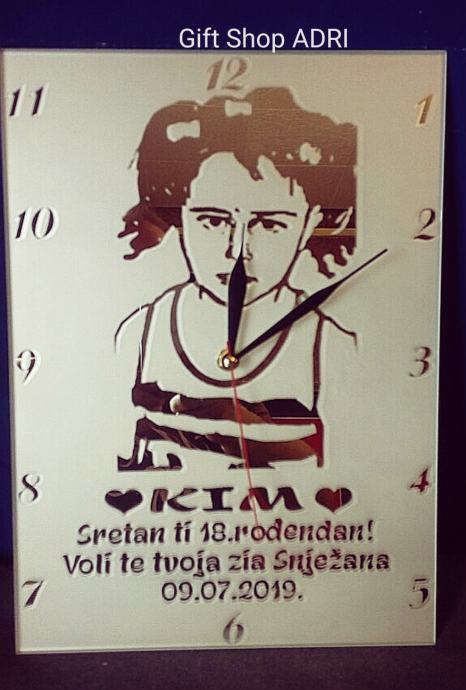 Gift Shop ADRI
12
11 1
10 2
9 3
8 4
KIM
Sretan ti 18.rođendan!
Voli te tvoja zia Snježana
7 09.07.2019. 5
6